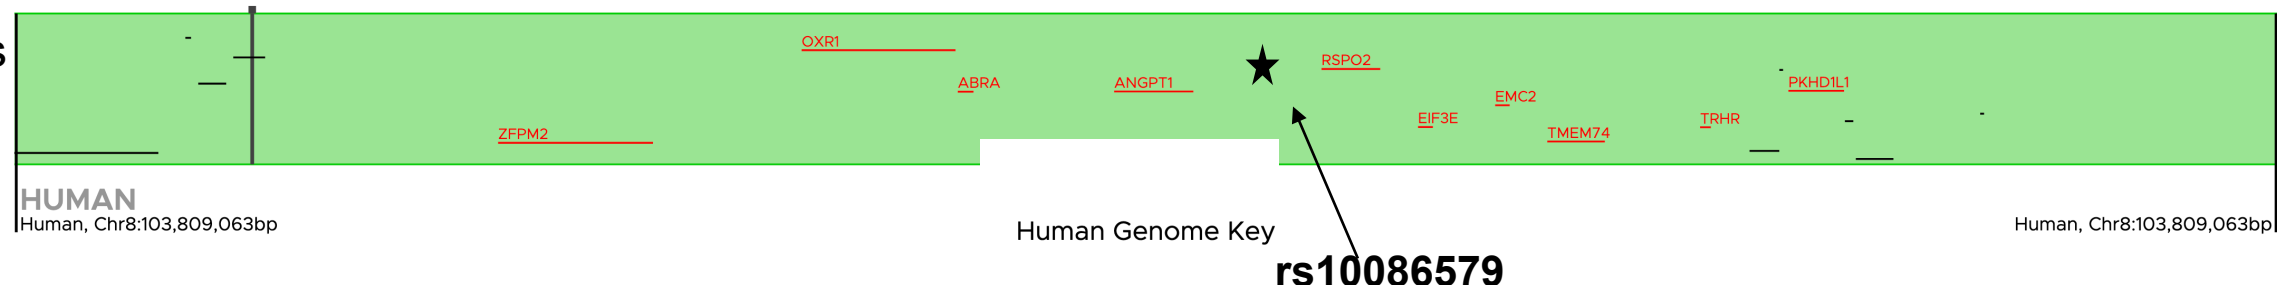 s
OXR1
RSPO2
ABRA
ANGPT1
PKHD1L1
EMC2
EIF3E
TRHR
ZFPM2
TMEM74
HUMAN
Human, Chr8:103,809,063bp
Human, Chr8:103,809,063bp
Human Genome Key
rs10086579